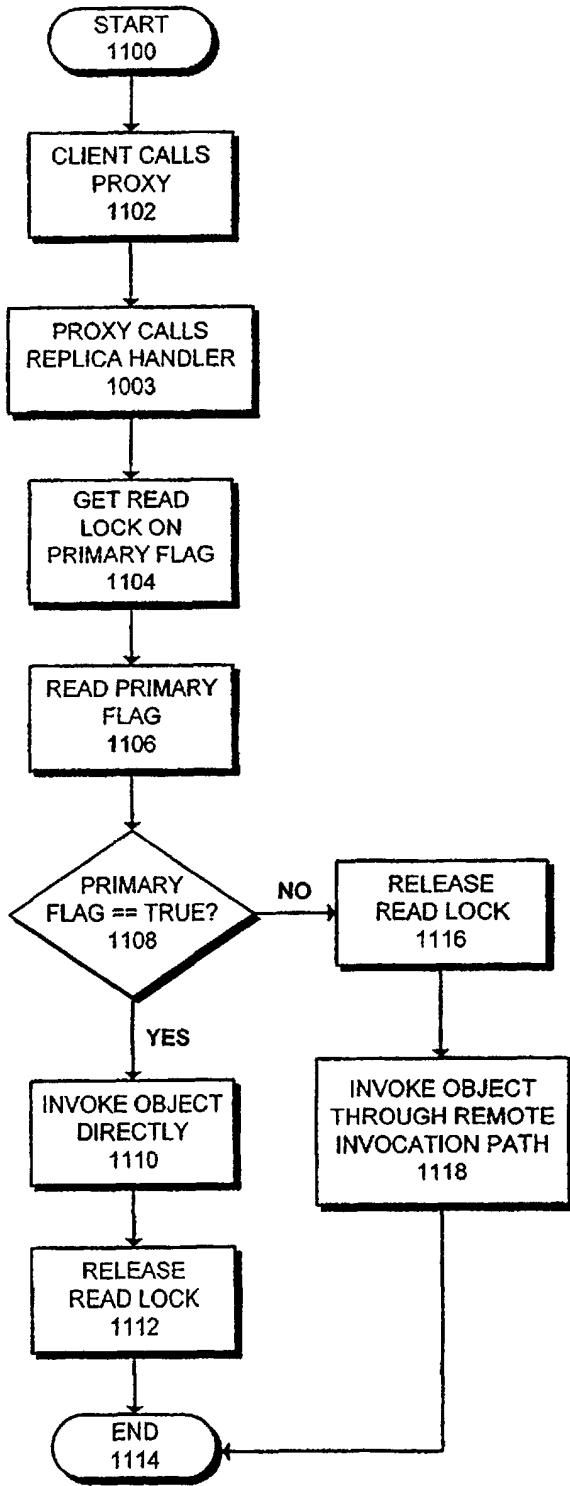 START
1100
CLIENT CALLS
PROXY
1102
PROXY CALLS
REPLICA HANDLER
1003
GET READ
LOCK ON
PRIMARY FLAG
1104
READ PRIMARY
FLAG
1106
PRIMARY
FLAG == TRUE?
1108
NO
RELEASE
READ LOCK
1116
YES
INVOKE OBJECT
DIRECTLY
1110
INVOKE OBJECT
THROUGH REMOTE
INVOCATION PATH
1118
RELEASE
READ LOCK
1112
END
1114